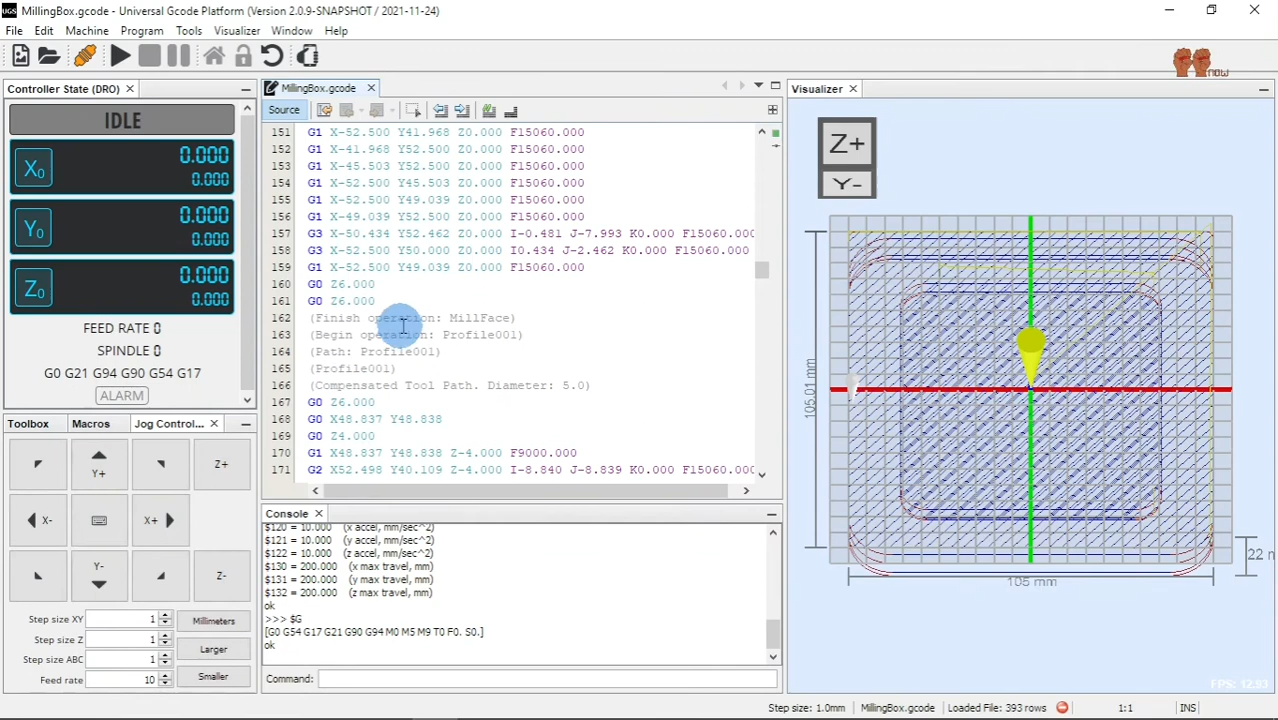 MillingBox.gcode - Universal Gcode Platform (Version 2.0.9-SNAPSHOT / 2021-11-24)
File Edit Machine Program Tools Visualizer Window Help
now
Controller State (DRO)
IDLE
X0 0.000
0.000
Y0 0.000
0.000
Z0 0.000
0.000
FEED RATE 0
SPINDLE 0
G0 G21 G94 G90 G54 G17
ALARM
Toolbox Macros Jog Control...
Y+
Z+
X-
X+
Y-
Z-
Step size XY 1 Millimeters
Step size Z 1 Larger
Step size ABC 1
Feed rate 10 Smaller
MillingBox.gcode
Source
151 G1 X-52.500 Y41.968 Z0.000 F15060.000
152 G1 X-41.968 Y52.500 Z0.000 F15060.000
153 G1 X-45.503 Y52.500 Z0.000 F15060.000
154 G1 X-52.500 Y45.503 Z0.000 F15060.000
155 G1 X-52.500 Y49.039 Z0.000 F15060.000
156 G1 X-49.039 Y52.500 Z0.000 F15060.000
157 G3 X-50.434 Y52.462 Z0.000 I-0.481 J-7.993 K0.000 F15060.000
158 G3 X-52.500 Y50.000 Z0.000 I0.434 J-2.462 K0.000 F15060.000
159 G1 X-52.500 Y49.039 Z0.000 F15060.000
160 G0 Z6.000
161 G0 Z6.000
162 (Finish operation: MillFace)
163 (Begin operation: Profile001)
164 (Path: Profile001)
165 (Profile001)
166 (Compensated Tool Path. Diameter: 5.0)
167 G0 Z6.000
168 G0 X48.837 Y48.838
169 G0 Z4.000
170 G1 X48.837 Y48.838 Z-4.000 F9000.000
171 G2 X52.498 Y40.109 Z-4.000 I-8.840 J-8.839 K0.000 F15060.000
Console
$120 = 10.000 (x accel, mm/sec^2)
$121 = 10.000 (y accel, mm/sec^2)
$122 = 10.000 (z accel, mm/sec^2)
$130 = 200.000 (x max travel, mm)
$131 = 200.000 (y max travel, mm)
$132 = 200.000 (z max travel, mm)
ok
>>> $G
[G0 G54 G17 G21 G90 G94 M0 M5 M9 T0 F0. S0.]
ok
Command:
Visualizer
Z+
Y-
105.01 mm
105 mm
22 m
FPS: 12.93
Step size: 1.0mm MillingBox.gcode Loaded File: 393 rows 1:1 INS